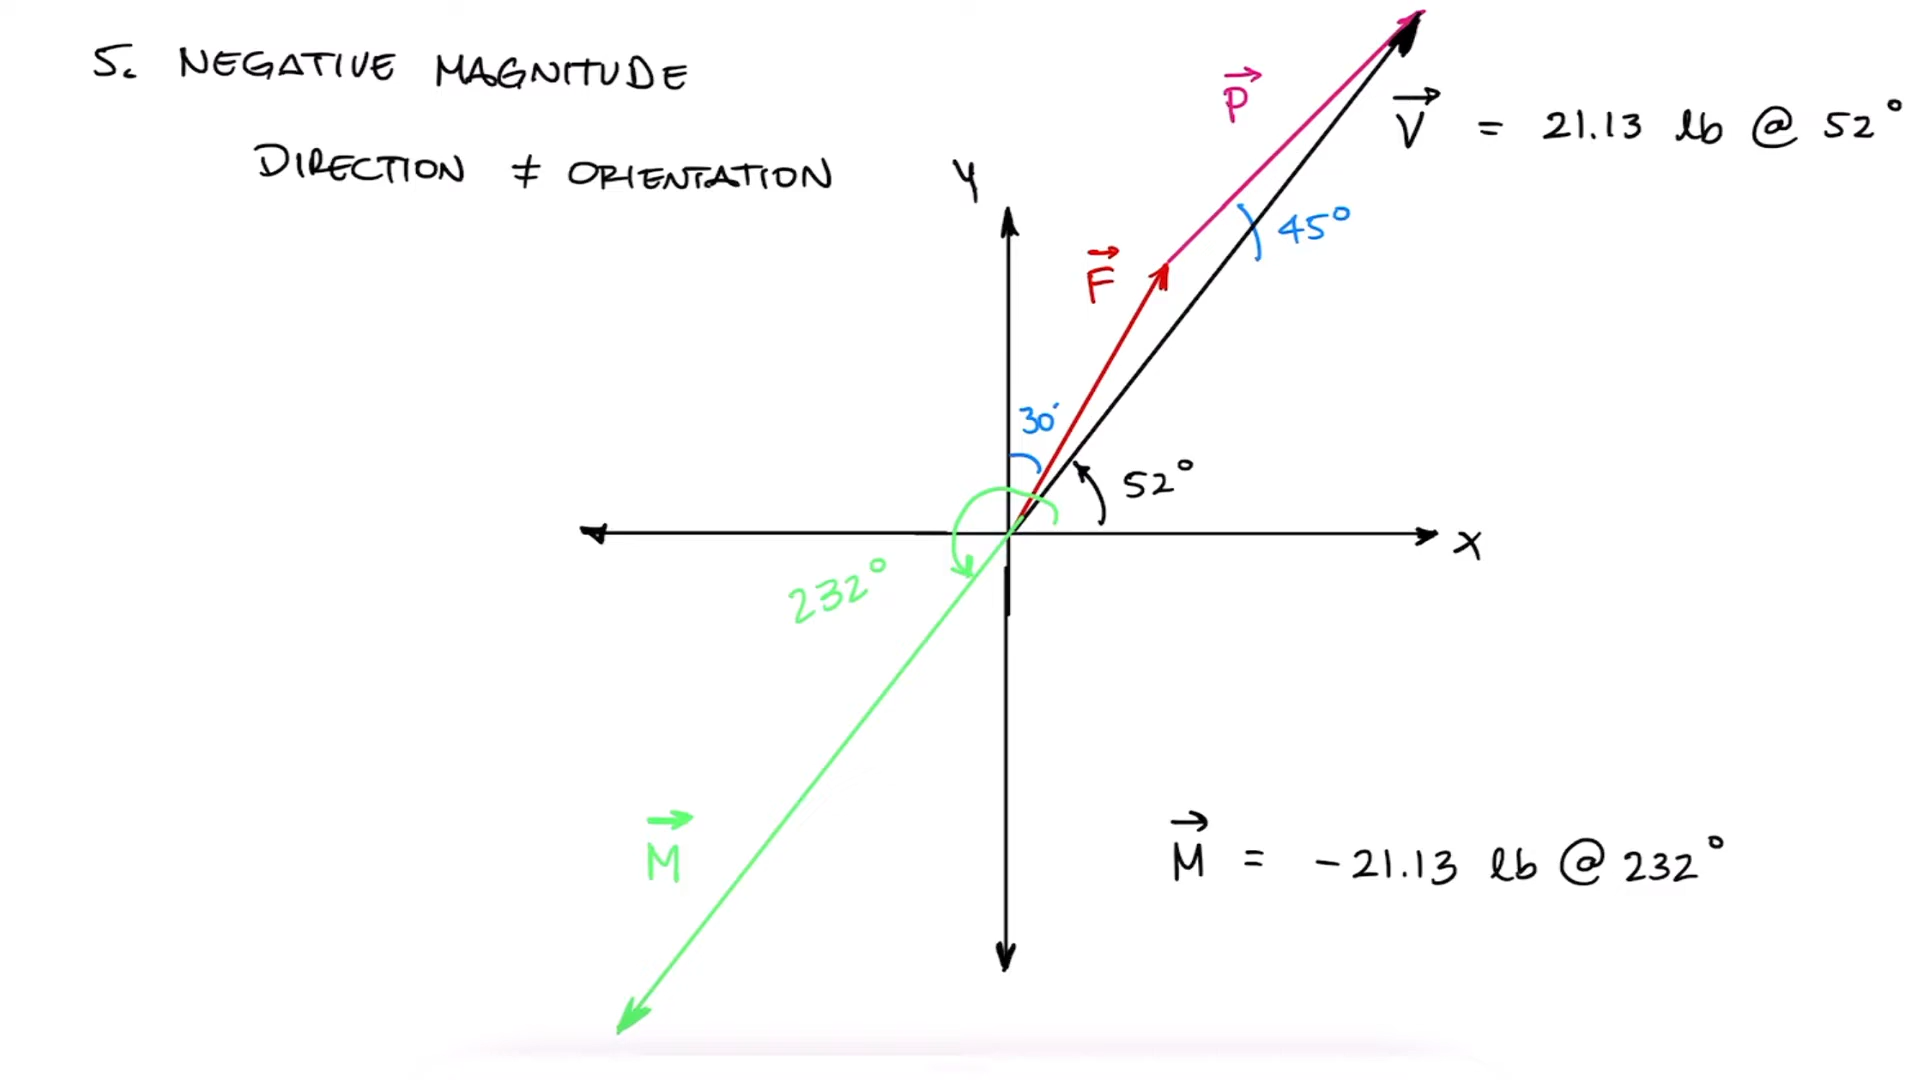 5. NEGATIVE MAGNITUDE
DIRECTION ≠ ORIENTATION
P⃗
V⃗ = 21.13 lb @ 52°
Y
45°
F⃗
30°
52°
X
232°
M⃗
M⃗ = -21.13 lb @ 232°